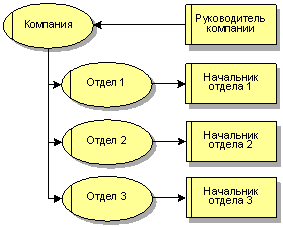 Компания
Руководитель
компании
Отдел 1
Начальник
отдела 1
Отдел 2
Начальник
отдела 2
Отдел 3
Начальник
отдела 3